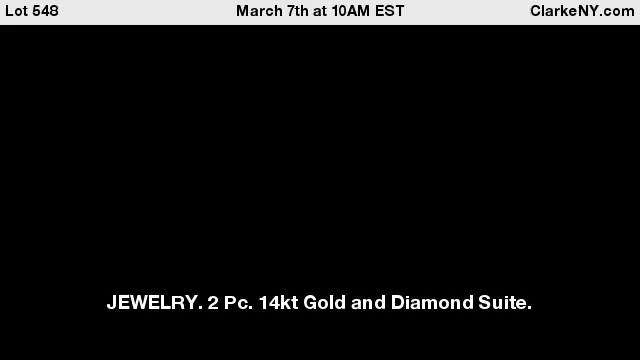 Lot 548 March 7th at 10AM EST ClarkeNY.com
JEWELRY. 2 Pc. 14kt Gold and Diamond Suite.